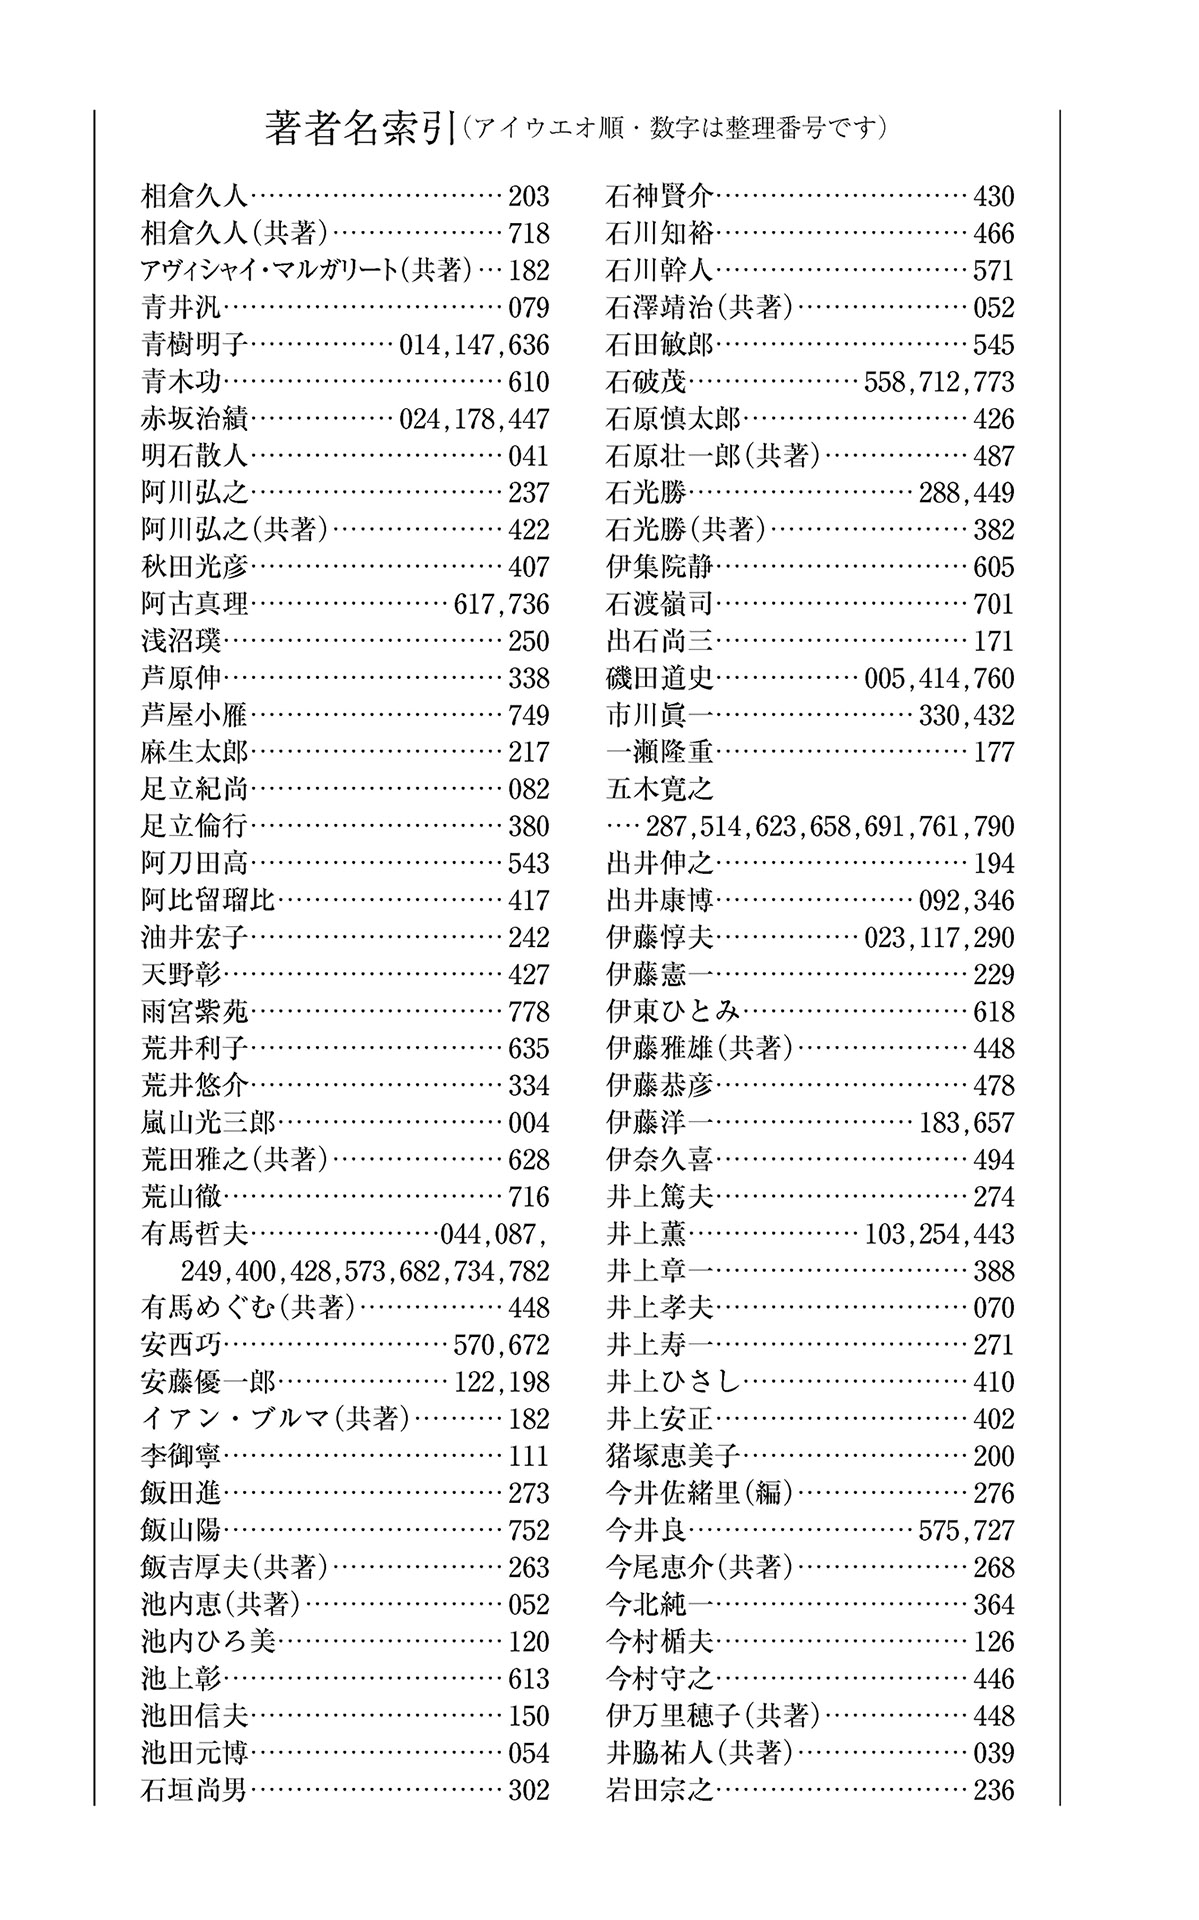 著者名索引(アイウエオ順・数字は整理番号です)
相倉久人………………………203
相倉久人(共著)………………718
アヴィシャイ・マルガリート(共著)…182
青井汎…………………………079
青樹明子……………014,147,636
青木功…………………………610
赤坂治績……………024,178,447
明石散人………………………041
阿川弘之………………………237
阿川弘之(共著)………………422
秋田光彦………………………407
阿古真理…………………617,736
浅沼璞…………………………250
芦原伸…………………………338
芦屋小雁………………………749
麻生太郎………………………217
足立紀尚………………………082
足立倫行………………………380
阿刀田高………………………543
阿比留瑠比……………………417
油井宏子………………………242
天野彰…………………………427
雨宮紫苑………………………778
荒井利子………………………635
荒井悠介………………………334
嵐山光三郎……………………004
荒田雅之(共著)………………628
荒山徹…………………………716
有馬哲夫…………………044,087,
249,400,428,573,682,734,782
有馬めぐむ(共著)……………448
安西巧……………………570,672
安藤優一郎………………122,198
イアン・ブルマ(共著)………182
李御寧…………………………111
飯田進…………………………273
飯山陽…………………………752
飯吉厚夫(共著)………………263
池内恵(共著)…………………052
池内ひろ美……………………120
池上彰…………………………613
池田信夫………………………150
池田元博………………………054
石垣尚男………………………302
石神賢介………………………430
石川知裕………………………466
石川幹人………………………571
石澤靖治(共著)………………052
石田敏郎………………………545
石破茂………………558,712,773
石原慎太郎……………………426
石原壮一郎(共著)……………487
石光勝……………………288,449
石光勝(共著)…………………382
伊集院静………………………605
石渡嶺司………………………701
出石尚三………………………171
磯田道史……………005,414,760
市川眞一…………………330,432
一瀬隆重………………………177
五木寛之
‥‥287,514,623,658,691,761,790
出井伸之………………………194
出井康博…………………092,346
伊藤惇夫……………023,117,290
伊藤憲一………………………229
伊東ひとみ……………………618
伊藤雅雄(共著)………………448
伊藤恭彦………………………478
伊藤洋一…………………183,657
伊奈久喜………………………494
井上篤夫………………………274
井上薫………………103,254,443
井上章一………………………388
井上孝夫………………………070
井上寿一………………………271
井上ひさし……………………410
井上安正………………………402
猪塚恵美子……………………200
今井佐緒里(編)………………276
今井良……………………575,727
今尾恵介(共著)………………268
今北純一………………………364
今村楯夫………………………126
今村守之………………………446
伊万里穂子(共著)……………448
井脇祐人(共著)………………039
岩田宗之………………………236